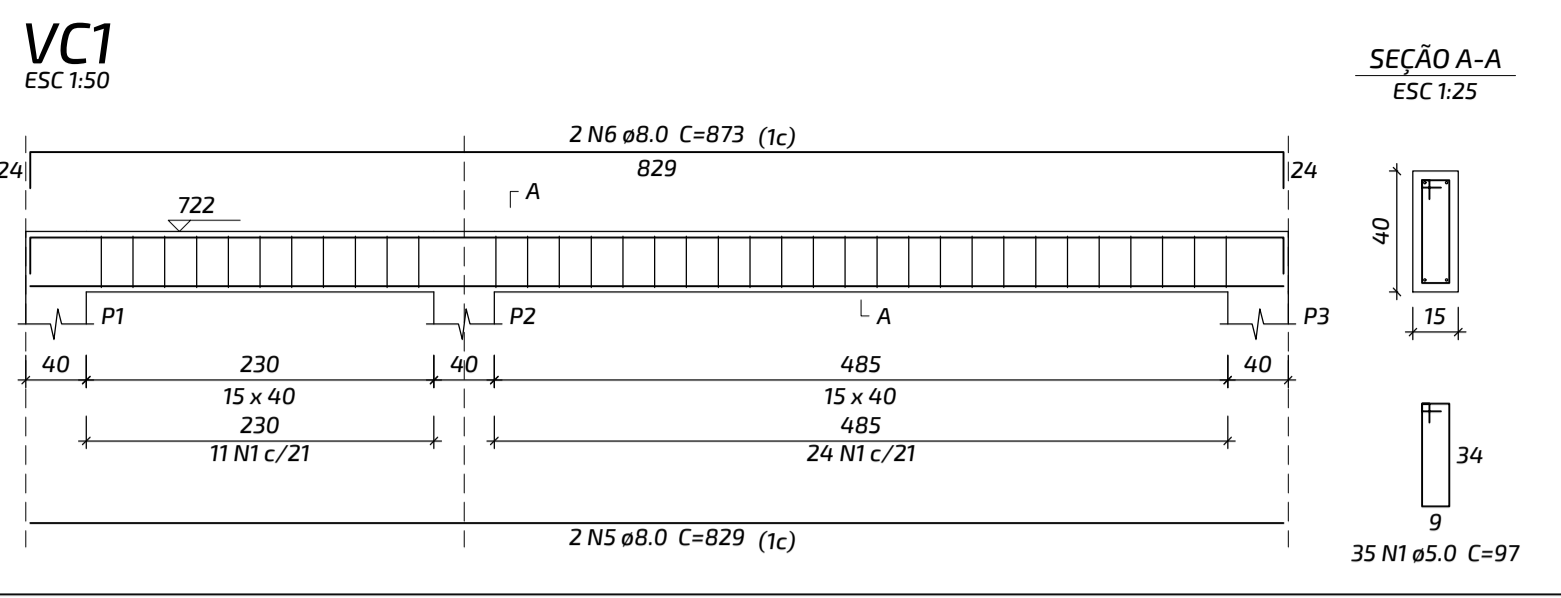 VC1
ESC 1:50
SEÇÃO A-A
ESC 1:25
2 N6 ø8.0 C=873 (1c)
24
829
24
A
722
40
15
P1
P2
A
P3
40
230
40
485
40
15 x 40
15 x 40
230
485
11 N1 c/21
24 N1 c/21
34
9
2 N5 ø8.0 C=829 (1c)
35 N1 ø5.0 C=97